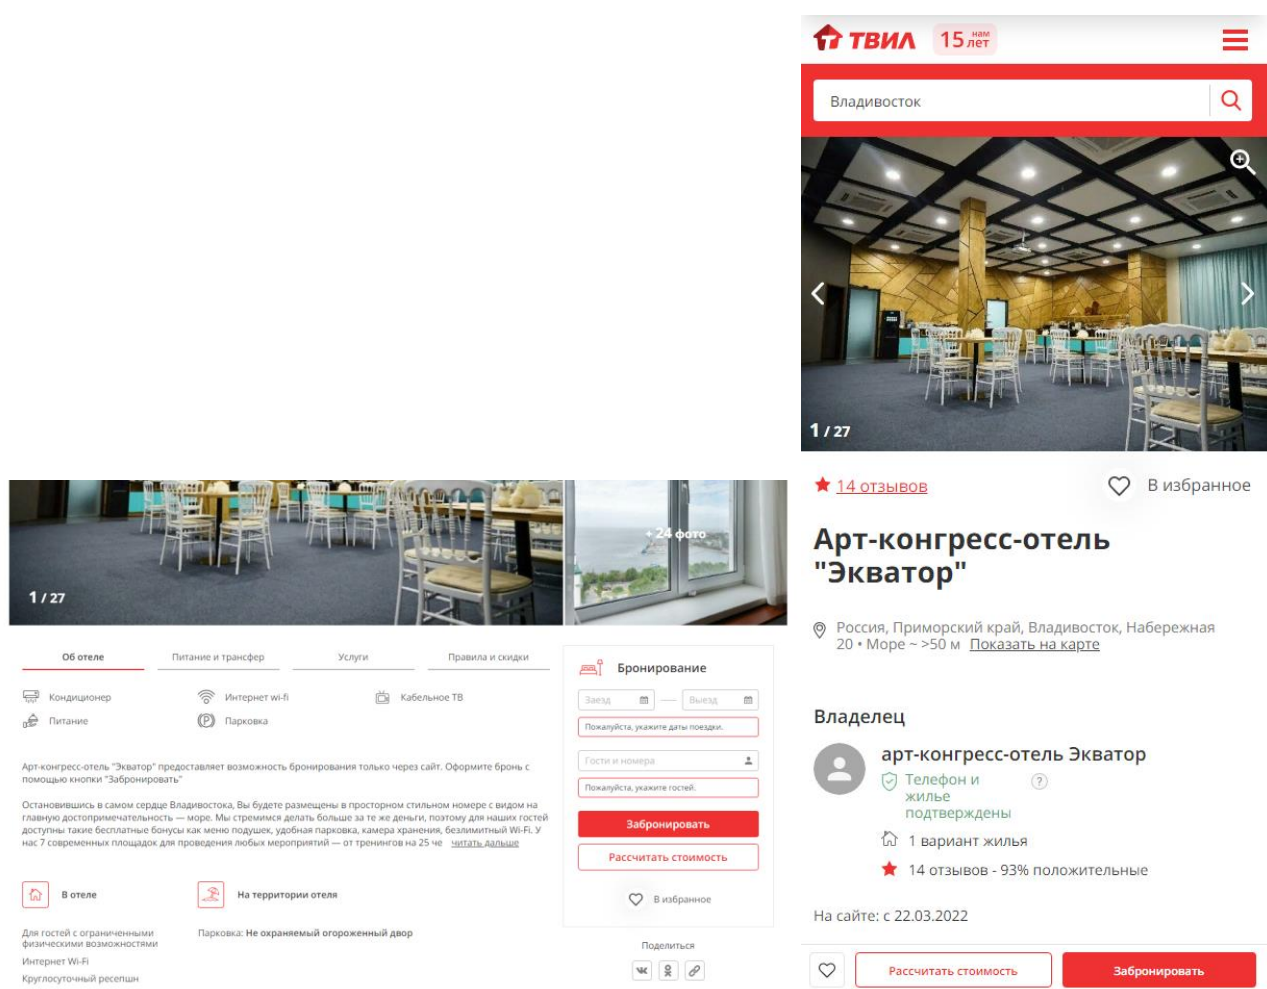 1 / 27
+ 24 фото
Об отеле
Питание и трансфер
Услуги
Правила и скидки
Кондиционер
Интернет wi-fi
Кабельное ТВ
Питание
Парковка
Арт-конгресс-отель "Экватор" предоставляет возможность бронирования только через сайт. Оформите бронь с
помощью кнопки "Забронировать"
Остановившись в самом сердце Владивостока, Вы будете размещены в просторном стильном номере с видом на
главную достопримечательность — море. Мы стремимся делать больше за те же деньги, поэтому для наших гостей
доступны такие бесплатные бонусы как меню подушек, удобная парковка, камера хранения, безлимитный Wi-Fi. У
нас 7 современных площадок для проведения любых мероприятий — от тренингов на 25 че читать дальше
В отеле
На территории отеля
Для гостей с ограниченными
физическими возможностями
Интернет Wi-Fi
Круглосуточный ресепшн
Парковка: Не охраняемый огороженный двор
Бронирование
Заезд
Выезд
Пожалуйста, укажите даты поездки.
Гости и номера
Пожалуйста, укажите гостей.
Забронировать
Рассчитать стоимость
В избранное
Поделиться
ТВИЛ
15 нам лет
Владивосток
1 / 27
14 отзывов
В избранное
Арт-конгресс-отель
"Экватор"
Россия, Приморский край, Владивосток, Набережная
20 • Море ~ >50 м Показать на карте
Владелец
арт-конгресс-отель Экватор
Телефон и
жилье
подтверждены
?
1 вариант жилья
14 отзывов - 93% положительные
На сайте: с 22.03.2022
Рассчитать стоимость
Забронировать